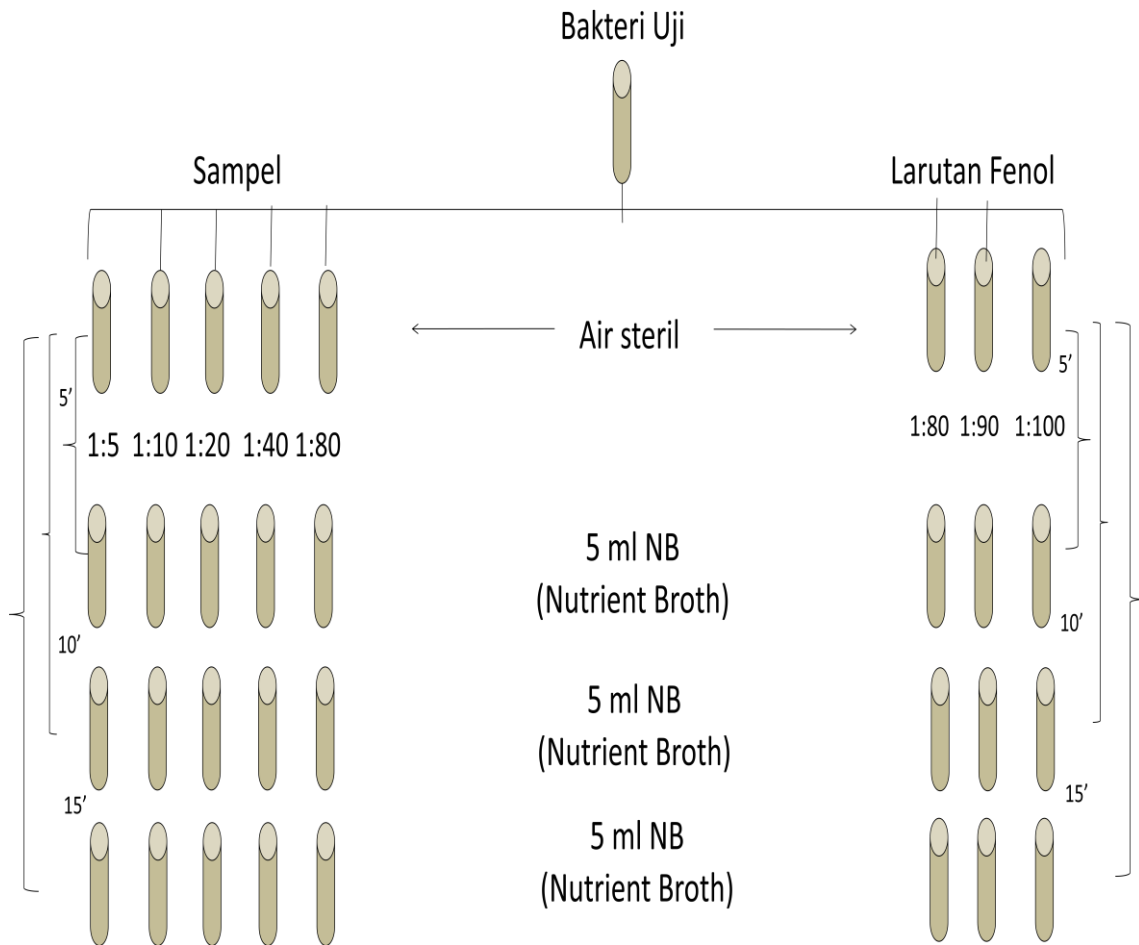 Bakteri Uji
Sampel
Larutan Fenol
Air steril
5’
5’
1:5 1:10 1:20 1:40 1:80
1:80 1:90 1:100
5 ml NB
(Nutrient Broth)
10’
10’
5 ml NB
(Nutrient Broth)
15’
15’
5 ml NB
(Nutrient Broth)